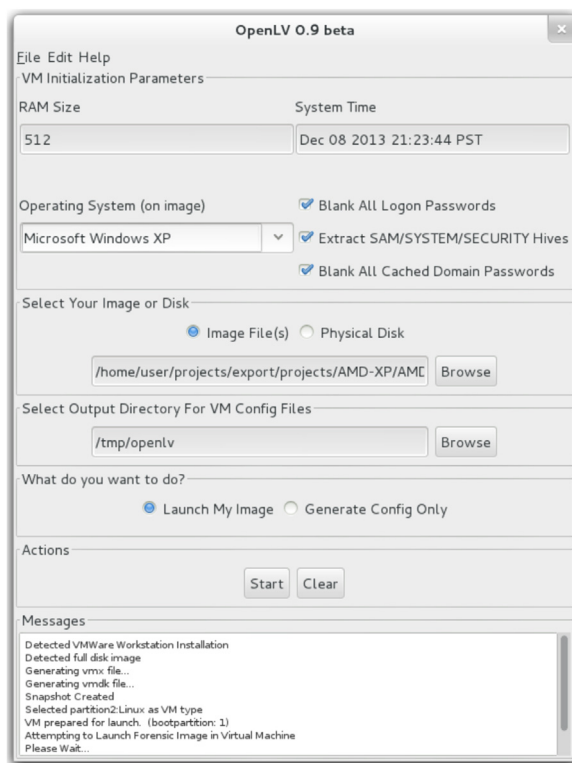 OpenLV 0.9 beta
File Edit Help
VM Initialization Parameters
RAM Size System Time
512 Dec 08 2013 21:23:44 PST
Operating System (on image) Blank All Logon Passwords
Microsoft Windows XP Extract SAM/SYSTEM/SECURITY Hives
Blank All Cached Domain Passwords
Select Your Image or Disk
Image File(s) Physical Disk
/home/user/projects/export/projects/AMD-XP/AMD Browse
Select Output Directory For VM Config Files
/tmp/openlv Browse
What do you want to do?
Launch My Image Generate Config Only
Actions
Start Clear
Messages
Detected VMWare Workstation Installation
Detected full disk image
Generating vmx file...
Generating vmdk file...
Snapshot Created
Selected partition2:Linux as VM type
VM prepared for launch. (bootpartition: 1)
Attempting to Launch Forensic Image in Virtual Machine
Please Wait...